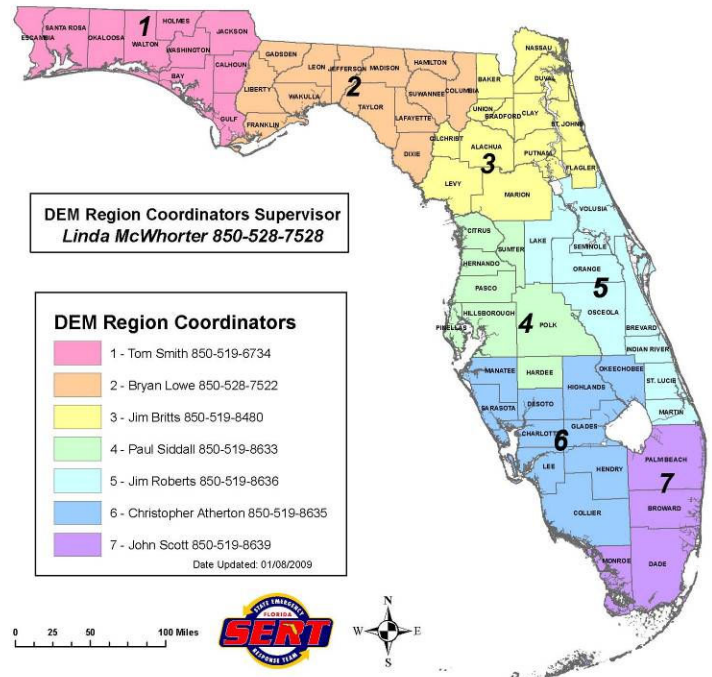 1
ESCAMBIA
SANTA ROSA
OKALOOSA
WALTON
HOLMES
JACKSON
WASHINGTON
BAY
CALHOUN
GULF
2
GADSDEN
LEON
JEFFERSON
MADISON
HAMILTON
LIBERTY
WAKULLA
TAYLOR
SUWANNEE
COLUMBIA
FRANKLIN
LAFAYETTE
DIXIE
3
NASSAU
BAKER
DUVAL
UNION
BRADFORD
CLAY
ST. JOHNS
GILCHRIST
ALACHUA
PUTNAM
FLAGLER
LEVY
MARION
DEM Region Coordinators Supervisor
Linda McWhorter 850-528-7528
4
CITRUS
SUMTER
HERNANDO
PASCO
HILLSBOROUGH
PINELLAS
POLK
HARDEE
5
VOLUSIA
LAKE
SEMINOLE
ORANGE
OSCEOLA
BREVARD
INDIAN RIVER
ST. LUCIE
MARTIN
6
MANATEE
HIGHLANDS
OKEECHOBEE
SARASOTA
DESOTO
CHARLOTTE
GLADES
LEE
HENDRY
COLLIER
7
PALM BEACH
BROWARD
MONROE
DADE
DEM Region Coordinators
1 - Tom Smith 850-519-6734
2 - Bryan Lowe 850-528-7522
3 - Jim Britts 850-519-8480
4 - Paul Siddall 850-519-8633
5 - Jim Roberts 850-519-8636
6 - Christopher Atherton 850-519-8635
7 - John Scott 850-519-8639
Date Updated: 01/08/2009
0 25 50 100 Miles
STATE EMERGENCY
FLORIDA
SERT
RESPONSE TEAM
N
W E
S